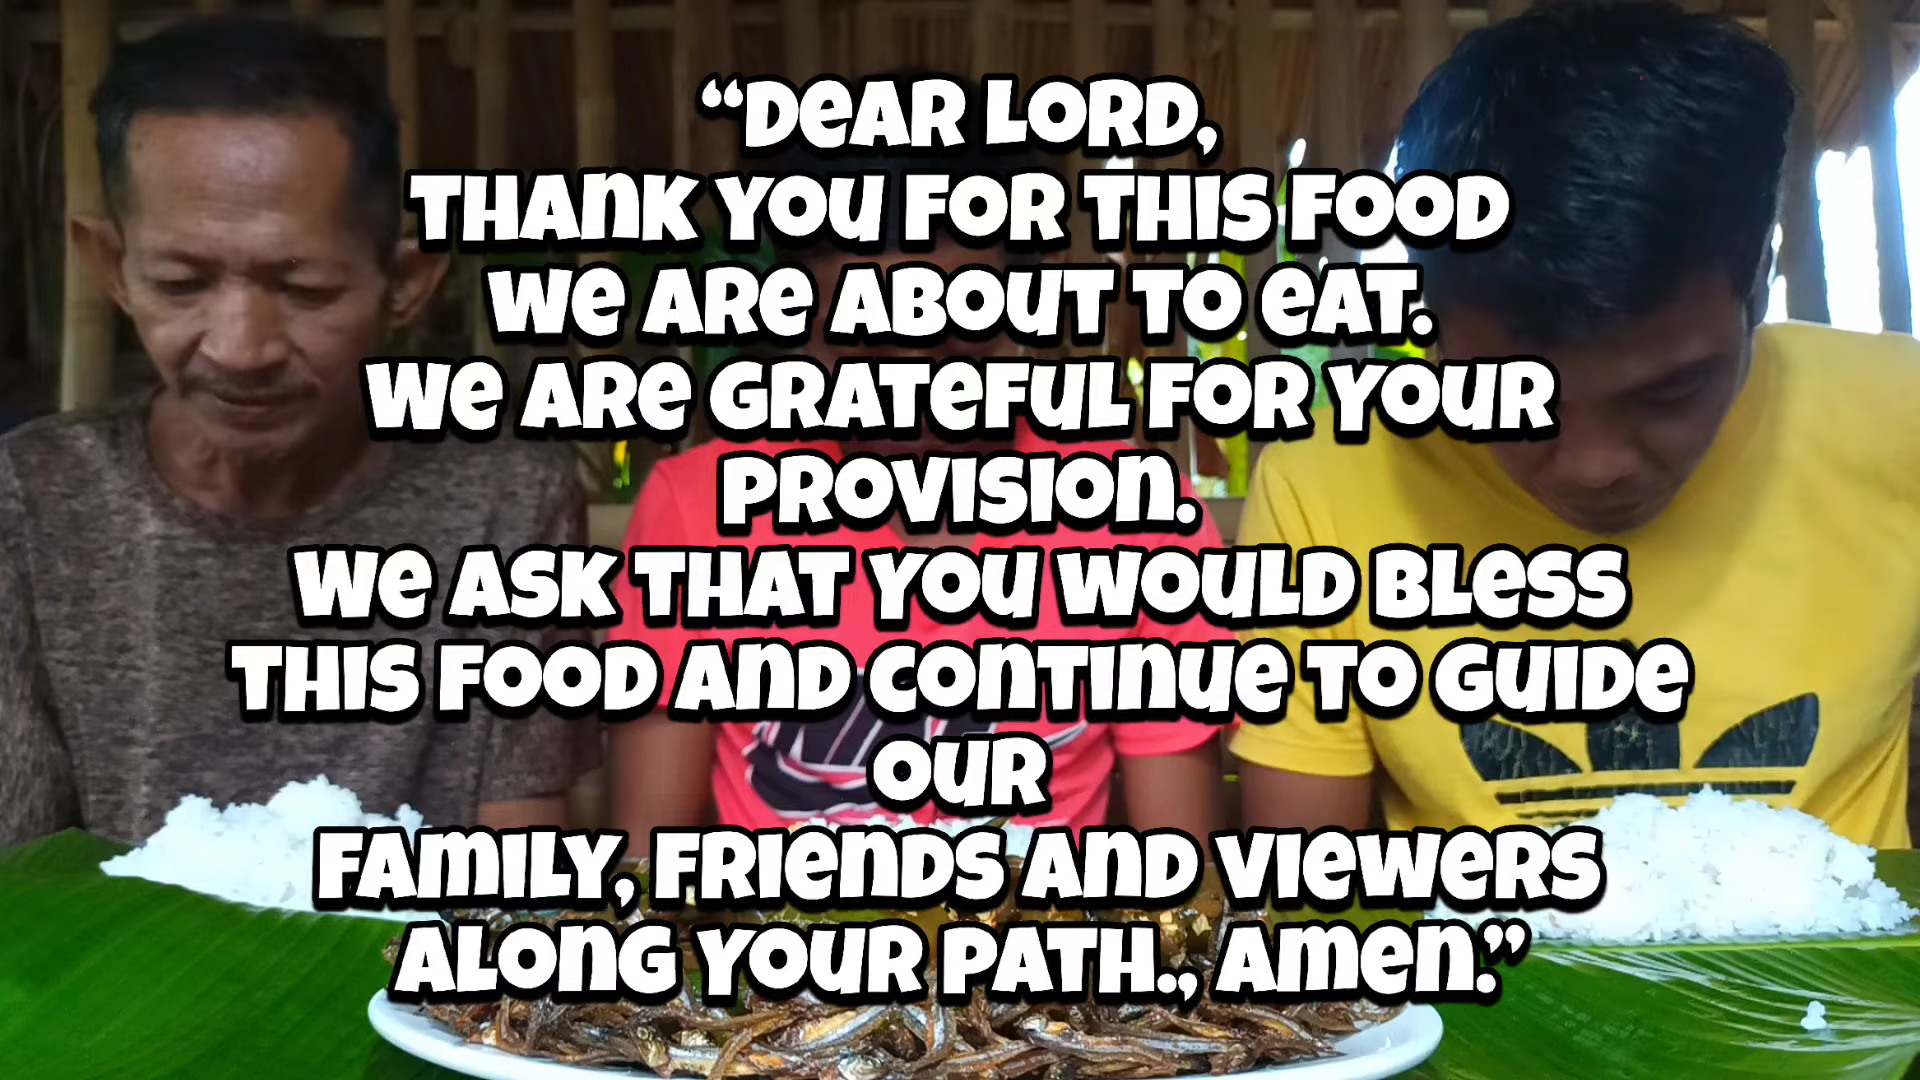 “Dear Lord,
Thank you for this food
we are about to eat.
We are grateful for your
provision.
We ask that you would bless
this food and continue to guide
our
family, friends and viewers
along your path., Amen.”